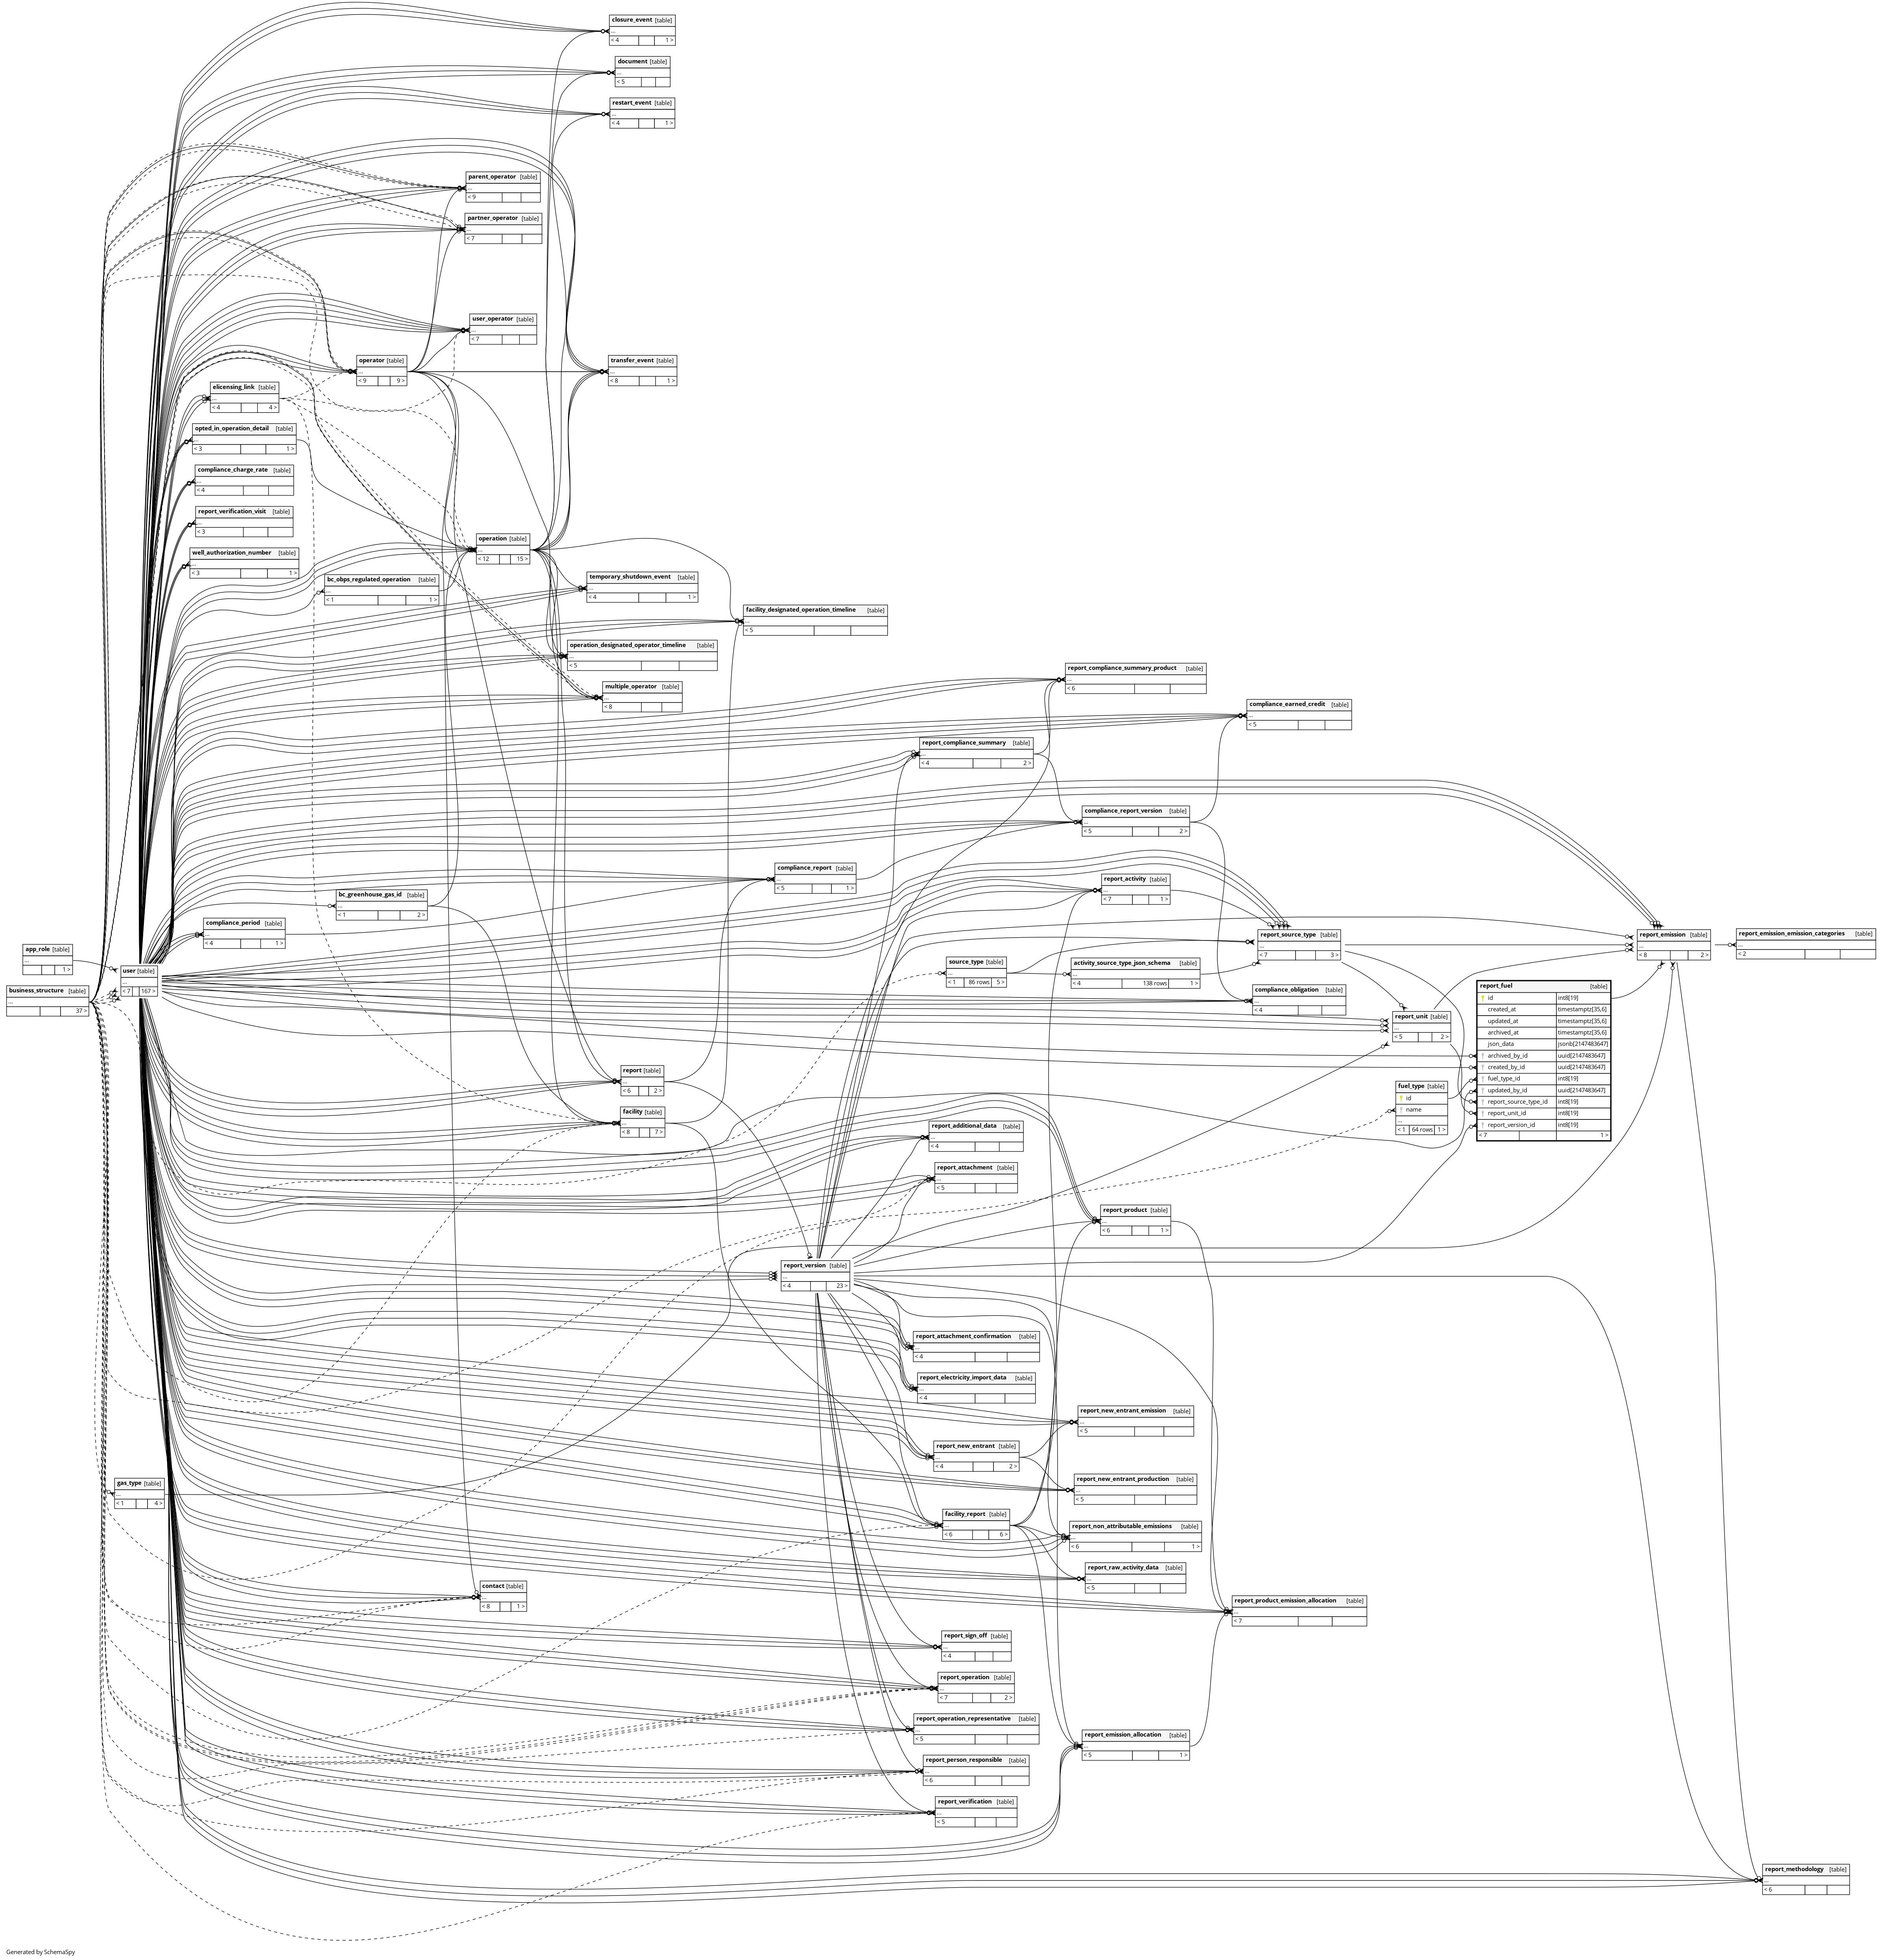 closure_event [table]
...
< 4 1 >
document [table]
...
< 5
restart_event [table]
...
< 4 1 >
parent_operator [table]
...
< 9
partner_operator [table]
...
< 7
user_operator [table]
...
< 7
operator [table]
...
< 9 9 >
transfer_event [table]
...
< 8 1 >
elicensing_link [table]
...
< 4 4 >
opted_in_operation_detail [table]
...
< 3 1 >
compliance_charge_rate [table]
...
< 4
report_verification_visit [table]
...
< 3
well_authorization_number [table]
...
< 3 1 >
operation [table]
...
< 12 15 >
bc_obps_regulated_operation [table]
...
< 1 1 >
temporary_shutdown_event [table]
...
< 4 1 >
facility_designated_operation_timeline [table]
...
< 5
operation_designated_operator_timeline [table]
...
< 5
multiple_operator [table]
...
< 8
report_compliance_summary_product [table]
...
< 6
compliance_earned_credit [table]
...
< 5
report_compliance_summary [table]
...
< 4 2 >
compliance_report_version [table]
...
< 5 2 >
compliance_report [table]
...
< 5 1 >
report_activity [table]
...
< 7 1 >
bc_greenhouse_gas_id [table]
...
< 1 2 >
compliance_period [table]
...
< 4 1 >
report_source_type [table]
...
< 7 3 >
report_emission [table]
...
< 8 2 >
report_emission_emission_categories [table]
...
< 2
app_role [table]
...
1 >
user [table]
...
< 7 167 >
business_structure [table]
...
37 >
source_type [table]
...
< 1 86 rows 5 >
activity_source_type_json_schema [table]
...
< 4 138 rows 1 >
compliance_obligation [table]
...
< 4
report_unit [table]
...
< 5 2 >
report_fuel [table]
id int8[19]
created_at timestamptz[35,6]
updated_at timestamptz[35,6]
archived_at timestamptz[35,6]
json_data jsonb[2147483647]
archived_by_id uuid[2147483647]
created_by_id uuid[2147483647]
fuel_type_id int8[19]
updated_by_id uuid[2147483647]
report_source_type_id int8[19]
report_unit_id int8[19]
report_version_id int8[19]
< 7 1 >
fuel_type [table]
id
name
...
< 1 64 rows 1 >
report [table]
...
< 6 2 >
facility [table]
...
< 8 7 >
report_additional_data [table]
...
< 4
report_attachment [table]
...
< 5
report_product [table]
...
< 6 1 >
report_version [table]
...
< 4 23 >
report_attachment_confirmation [table]
...
< 4
report_electricity_import_data [table]
...
< 4
report_new_entrant_emission [table]
...
< 5
report_new_entrant [table]
...
< 4 2 >
report_new_entrant_production [table]
...
< 5
gas_type [table]
...
< 1 4 >
facility_report [table]
...
< 6 6 >
report_non_attributable_emissions [table]
...
< 6 1 >
report_raw_activity_data [table]
...
< 5
contact [table]
...
< 8 1 >
report_product_emission_allocation [table]
...
< 7
report_sign_off [table]
...
< 4
report_operation [table]
...
< 7 2 >
report_operation_representative [table]
...
< 5
report_emission_allocation [table]
...
< 5 1 >
report_person_responsible [table]
...
< 6
report_verification [table]
...
< 5
report_methodology [table]
...
< 6
Generated by SchemaSpy